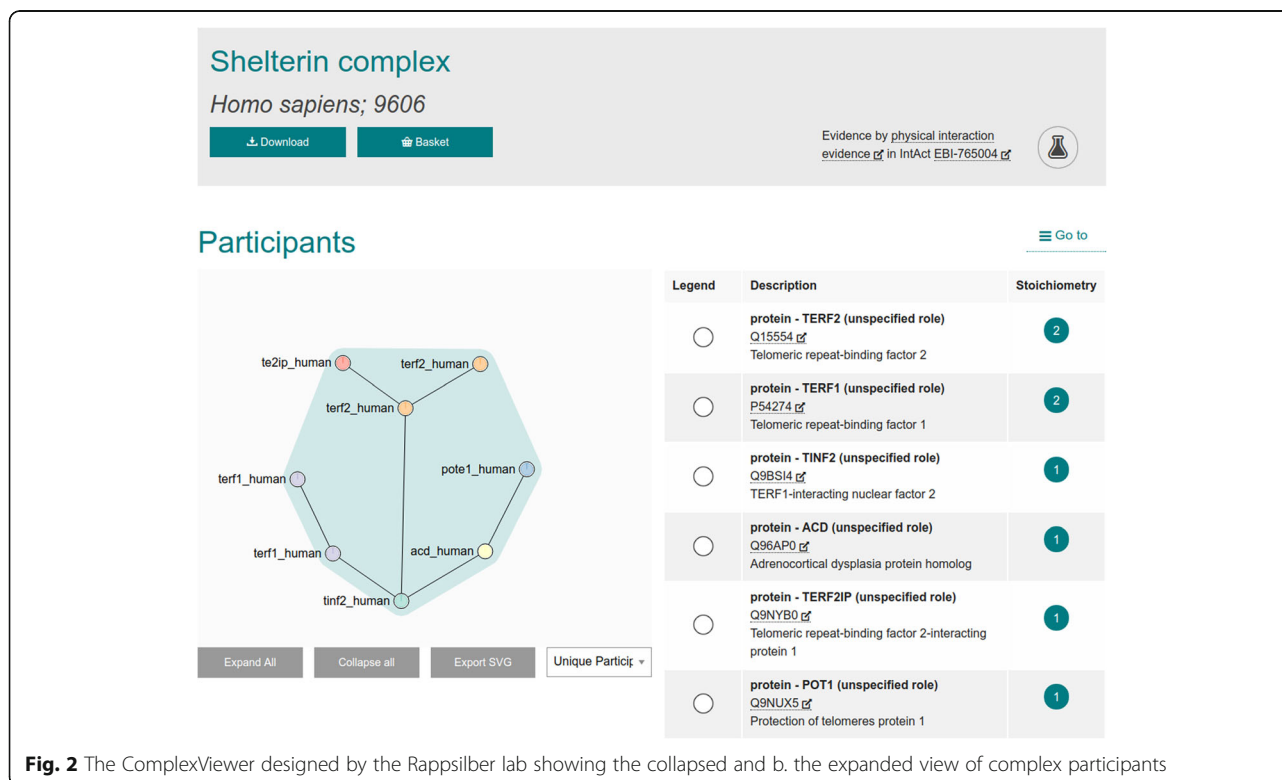 Shelterin complex
Homo sapiens; 9606
Download
Basket
Evidence by physical interaction
evidence in IntAct EBI-765004
Participants
Go to
te2ip_human
terf2_human
terf2_human
pote1_human
terf1_human
terf1_human
acd_human
tinf2_human
Expand All
Collapse all
Export SVG
Unique Particip
Legend
Description
Stoichiometry
protein - TERF2 (unspecified role)
Q15554
Telomeric repeat-binding factor 2
2
protein - TERF1 (unspecified role)
P54274
Telomeric repeat-binding factor 1
2
protein - TINF2 (unspecified role)
Q9BSI4
TERF1-interacting nuclear factor 2
1
protein - ACD (unspecified role)
Q96AP0
Adrenocortical dysplasia protein homolog
1
protein - TERF2IP (unspecified role)
Q9NYB0
Telomeric repeat-binding factor 2-interacting
protein 1
1
protein - POT1 (unspecified role)
Q9NUX5
Protection of telomeres protein 1
1
Fig. 2 The ComplexViewer designed by the Rappsilber lab showing the collapsed and b. the expanded view of complex participants